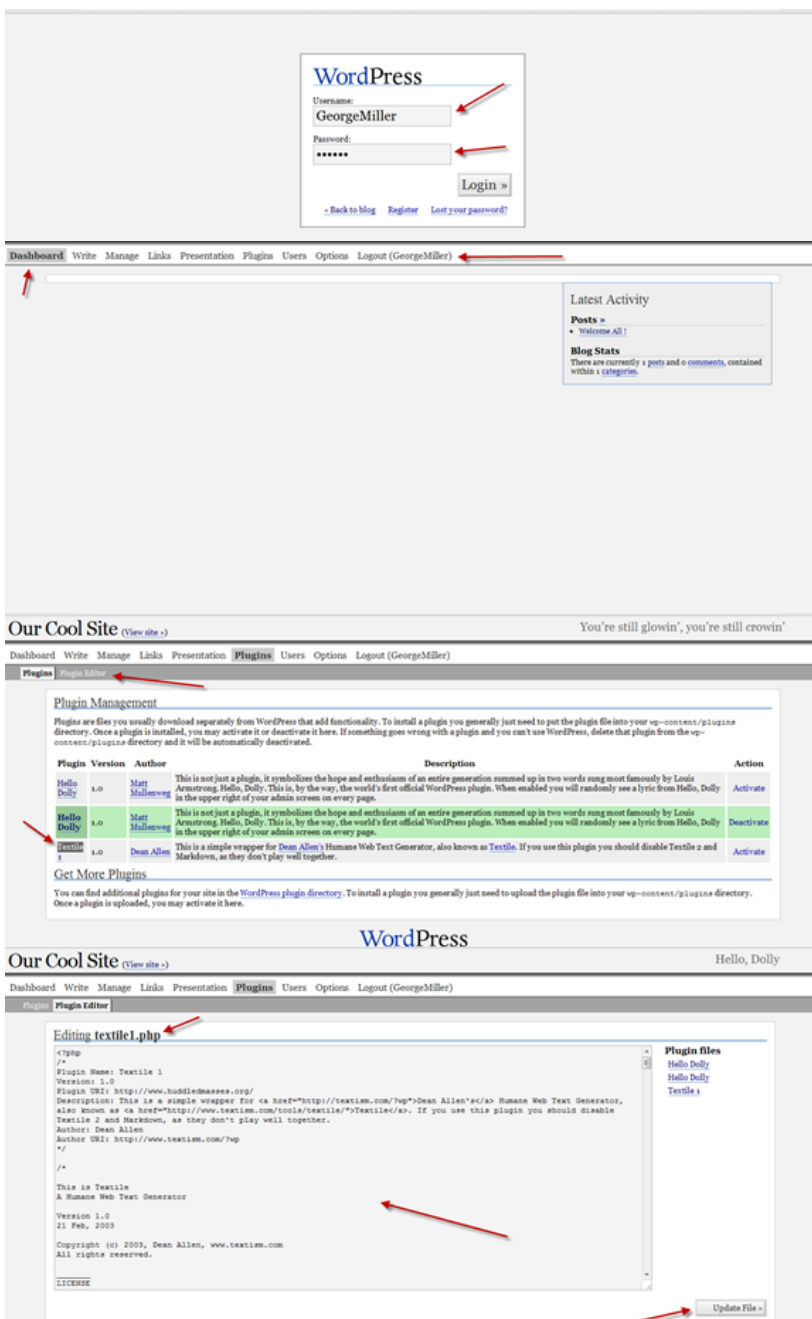 WordPress
Username:
GeorgeMiller
Password:
••••••
Login »
« Back to blog Register Lost your password?
Dashboard Write Manage Links Presentation Plugins Users Options Logout (GeorgeMiller)
Latest Activity
Posts »
• Welcome All !
Blog Stats
There are currently 1 posts and 0 comments, contained
within 1 categories.
Our Cool Site (View site »)
You're still glowin', you're still crowin'
Dashboard Write Manage Links Presentation Plugins Users Options Logout (GeorgeMiller)
Plugins Plugin Editor
Plugin Management
Plugins are files you usually download separately from WordPress that add functionality. To install a plugin you generally just need to put the plugin file into your wp-content/plugins
directory. Once a plugin is installed, you may activate it or deactivate it here. If something goes wrong with a plugin and you can't use WordPress, delete that plugin from the wp-
content/plugins directory and it will be automatically deactivated.
Plugin Version Author Description Action
Hello Dolly 1.0 Matt Mullenweg This is not just a plugin, it symbolizes the hope and enthusiasm of an entire generation summed up in two words sung most famously by Louis
Armstrong. Hello, Dolly. This is, by the way, the world's first official WordPress plugin. When enabled you will randomly see a lyric from Hello, Dolly
in the upper right of your admin screen on every page. Activate
Hello Dolly 1.0 Matt Mullenweg This is not just a plugin, it symbolizes the hope and enthusiasm of an entire generation summed up in two words sung most famously by Louis
Armstrong. Hello, Dolly. This is, by the way, the world's first official WordPress plugin. When enabled you will randomly see a lyric from Hello, Dolly
in the upper right of your admin screen on every page. Deactivate
Textile 1 1.0 Dean Allen This is a simple wrapper for Dean Allen's Humane Web Text Generator, also known as Textile. If you use this plugin you should disable Textile 2 and
Markdown, as they don't play well together. Activate
Get More Plugins
You can find additional plugins for your site in the WordPress plugin directory. To install a plugin you generally just need to upload the plugin file into your wp-content/plugins directory.
Once a plugin is uploaded, you may activate it here.
WordPress
Our Cool Site (View site »)
Hello, Dolly
Dashboard Write Manage Links Presentation Plugins Users Options Logout (GeorgeMiller)
Plugins Plugin Editor
Editing textile1.php
Plugin files
Hello Dolly
Hello Dolly
Textile 1
<?php
/*
Plugin Name: Textile 1
Version: 1.0
Plugin URI: http://www.huddledmasses.org/
Description: This is a simple wrapper for <a href="http://textism.com/?wp">Dean Allen's</a> Humane Web Text Generator,
also known as <a href="http://www.textism.com/tools/textile/">Textile</a>. If you use this plugin you should disable
Textile 2 and Markdown, as they don't play well together.
Author: Dean Allen
Author URI: http://www.textism.com/?wp
*/
/*
This is Textile
A Humane Web Text Generator
Version 1.0
21 Feb, 2003
Copyright (c) 2003, Dean Allen, www.textism.com
All rights reserved.
_______
LICENSE
Update File »